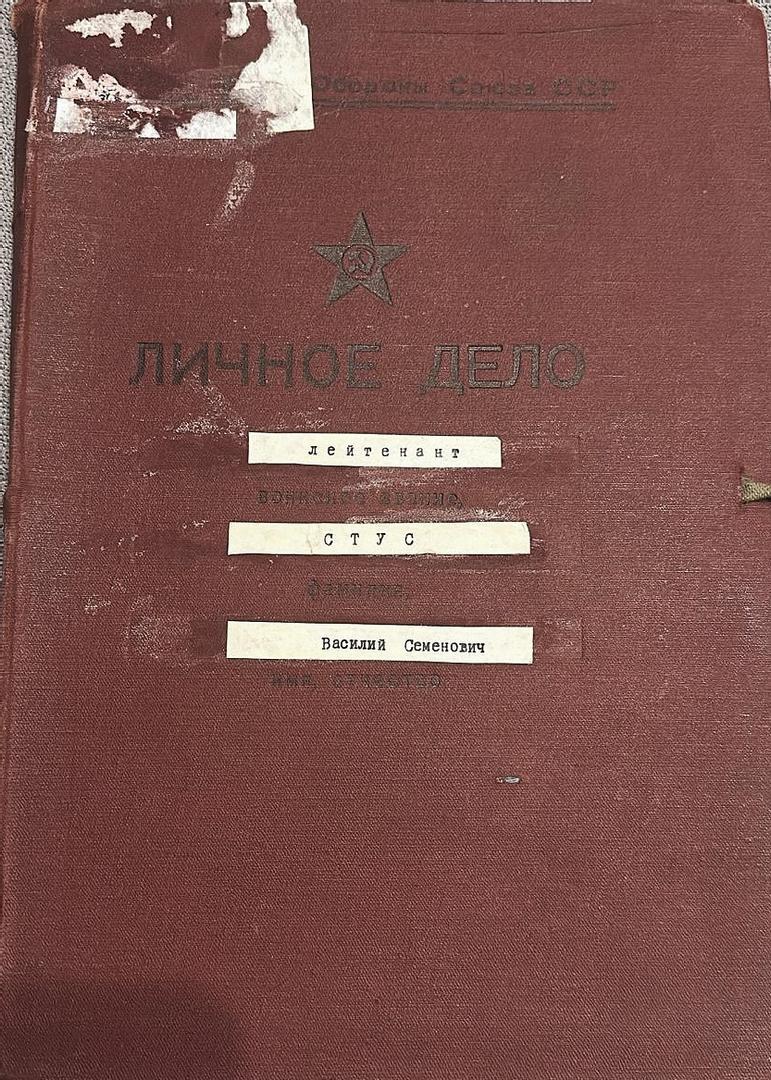 Обороны Союза ССР
ЛИЧНОЕ ДЕЛО
лейтенант
воинское звание,
СТУС
фамилия,
Василий Семенович
имя, отчество